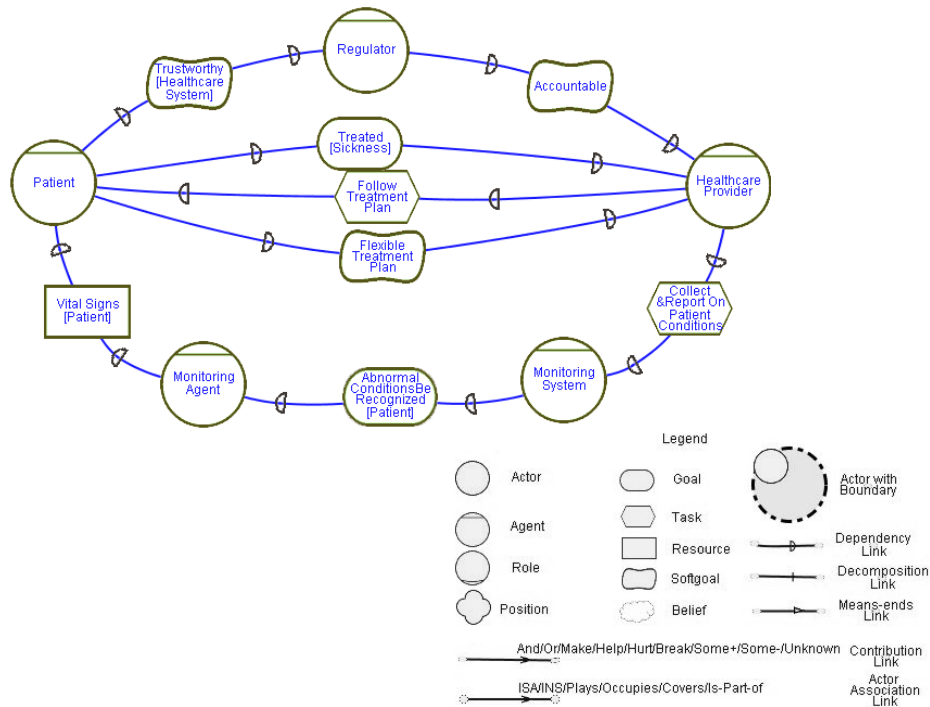 Regulator
Trustworthy
[Healthcare
System]
Accountable
Treated
[Sickness]
Patient
Follow
Treatment
Plan
Healthcare
Provider
Flexible
Treatment
Plan
Vital Signs
[Patient]
Collect
&Report On
Patient
Conditions
Monitoring
Agent
Abnormal
ConditionsBe
Recognized
[Patient]
Monitoring
System
Legend
Actor
Goal
Actor with
Boundary
Agent
Task
Resource
Dependency
Link
Role
Softgoal
Decomposition
Link
Position
Belief
Means-ends
Link
And/Or/Make/Help/Hurt/Break/Some+/Some-/Unknown
Contribution
Link
ISA/INS/Plays/Occupies/Covers/Is-Part-of
Actor
Association
Link